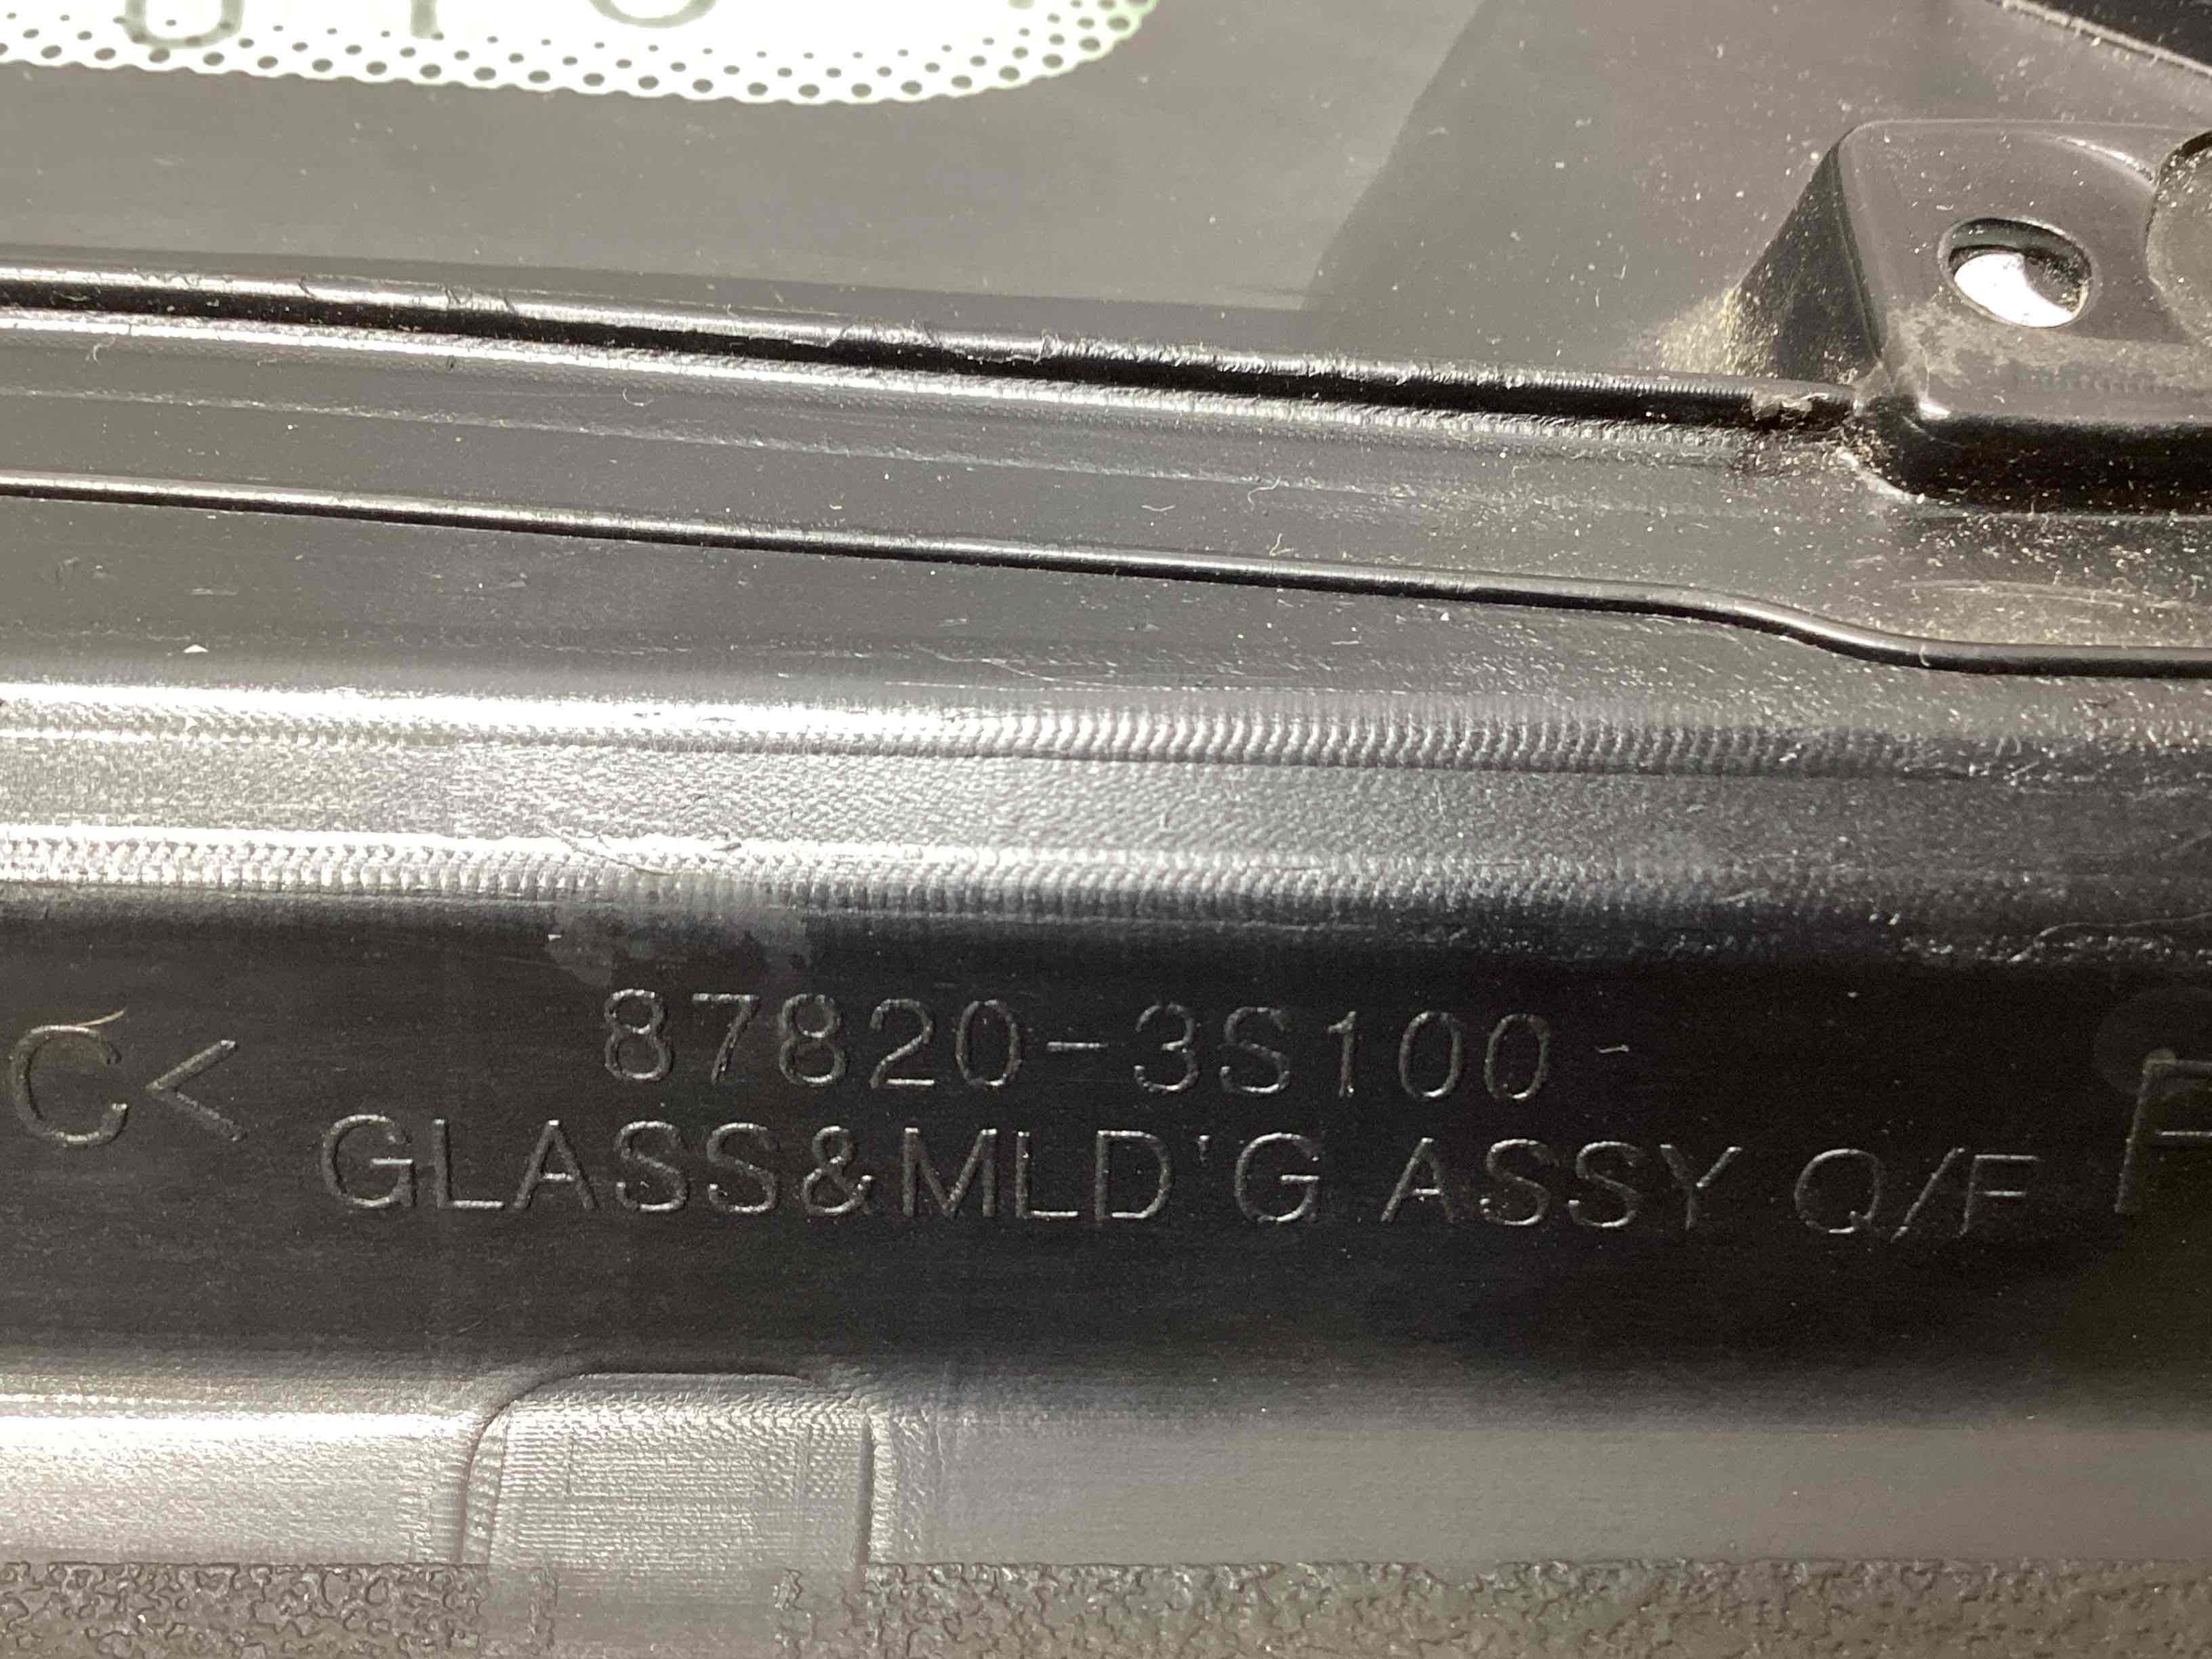 C<
87820-3S100-
GLASS&MLD'G ASSY Q/F